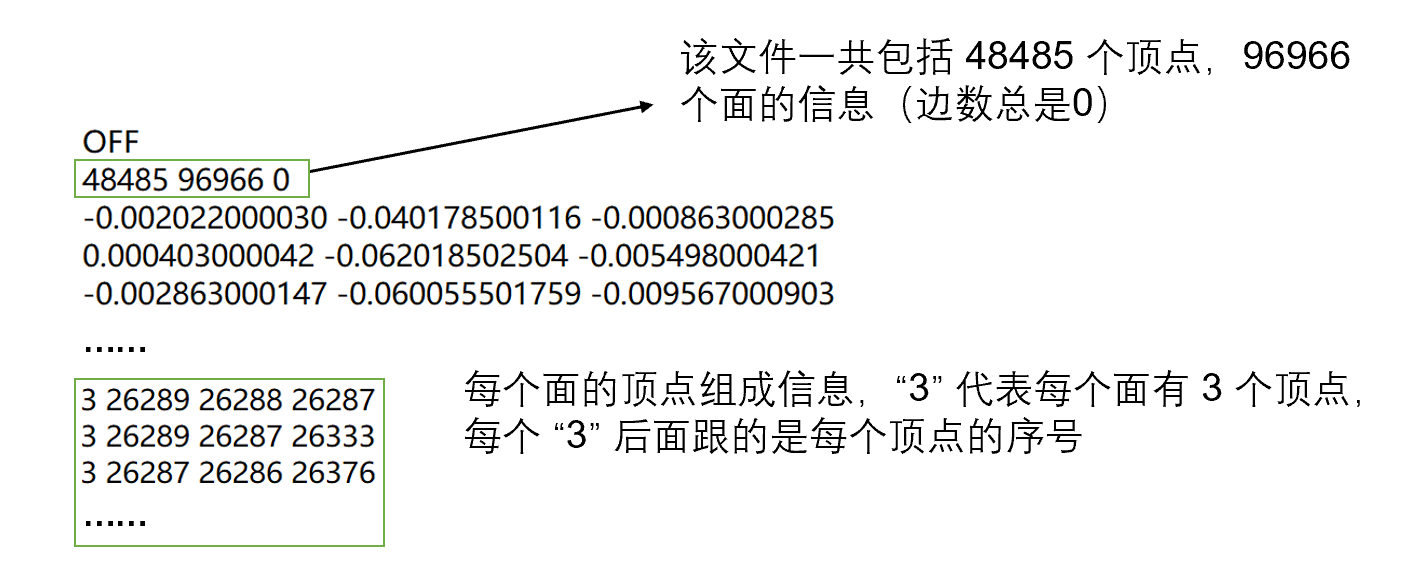 该文件一共包括 48485 个顶点，96966
个面的信息（边数总是0）
OFF
48485 96966 0
-0.002022000030 -0.040178500116 -0.000863000285
0.000403000042 -0.062018502504 -0.005498000421
-0.002863000147 -0.060055501759 -0.009567000903
……
3 26289 26288 26287
3 26289 26287 26333
3 26287 26286 26376
……
每个面的顶点组成信息，“3” 代表每个面有 3 个顶点，
每个 “3” 后面跟的是每个顶点的序号